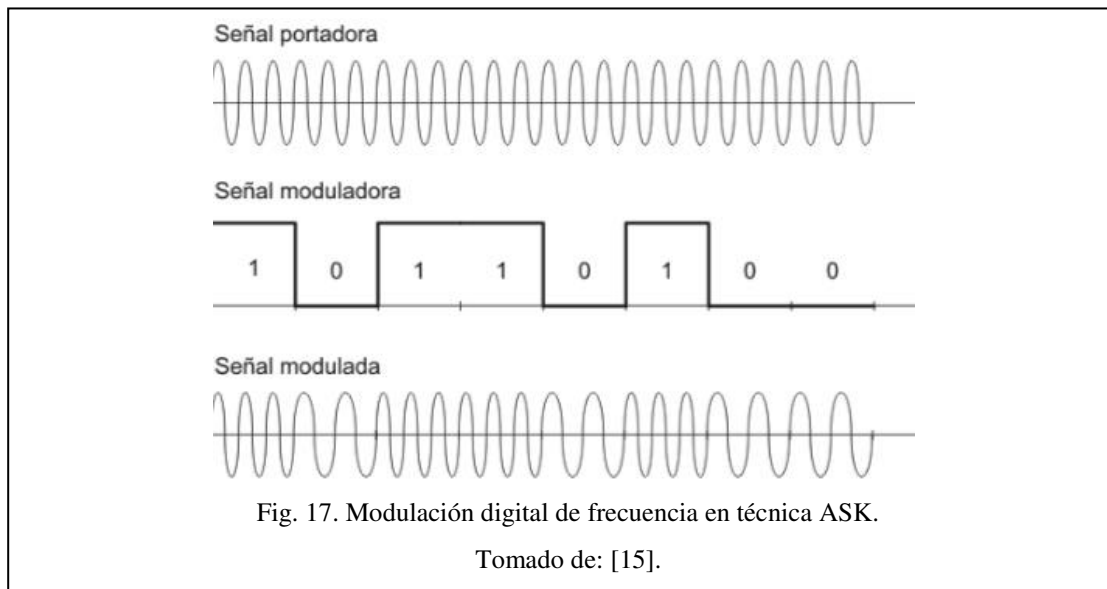 Señal portadora
Señal moduladora
1 0 1 1 0 1 0 0
Señal modulada
Fig. 17. Modulación digital de frecuencia en técnica ASK.
Tomado de: [15].